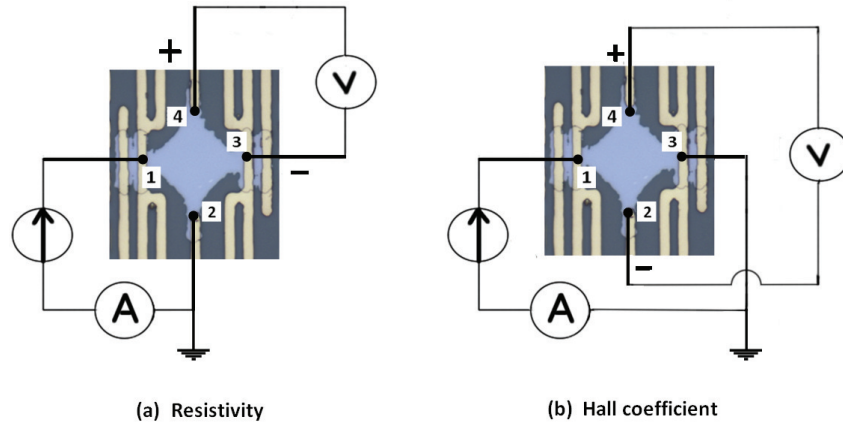 +
4
V
3
1
−
2
A
(a) Resistivity
+
4
3
V
1
2
−
A
(b) Hall coefficient